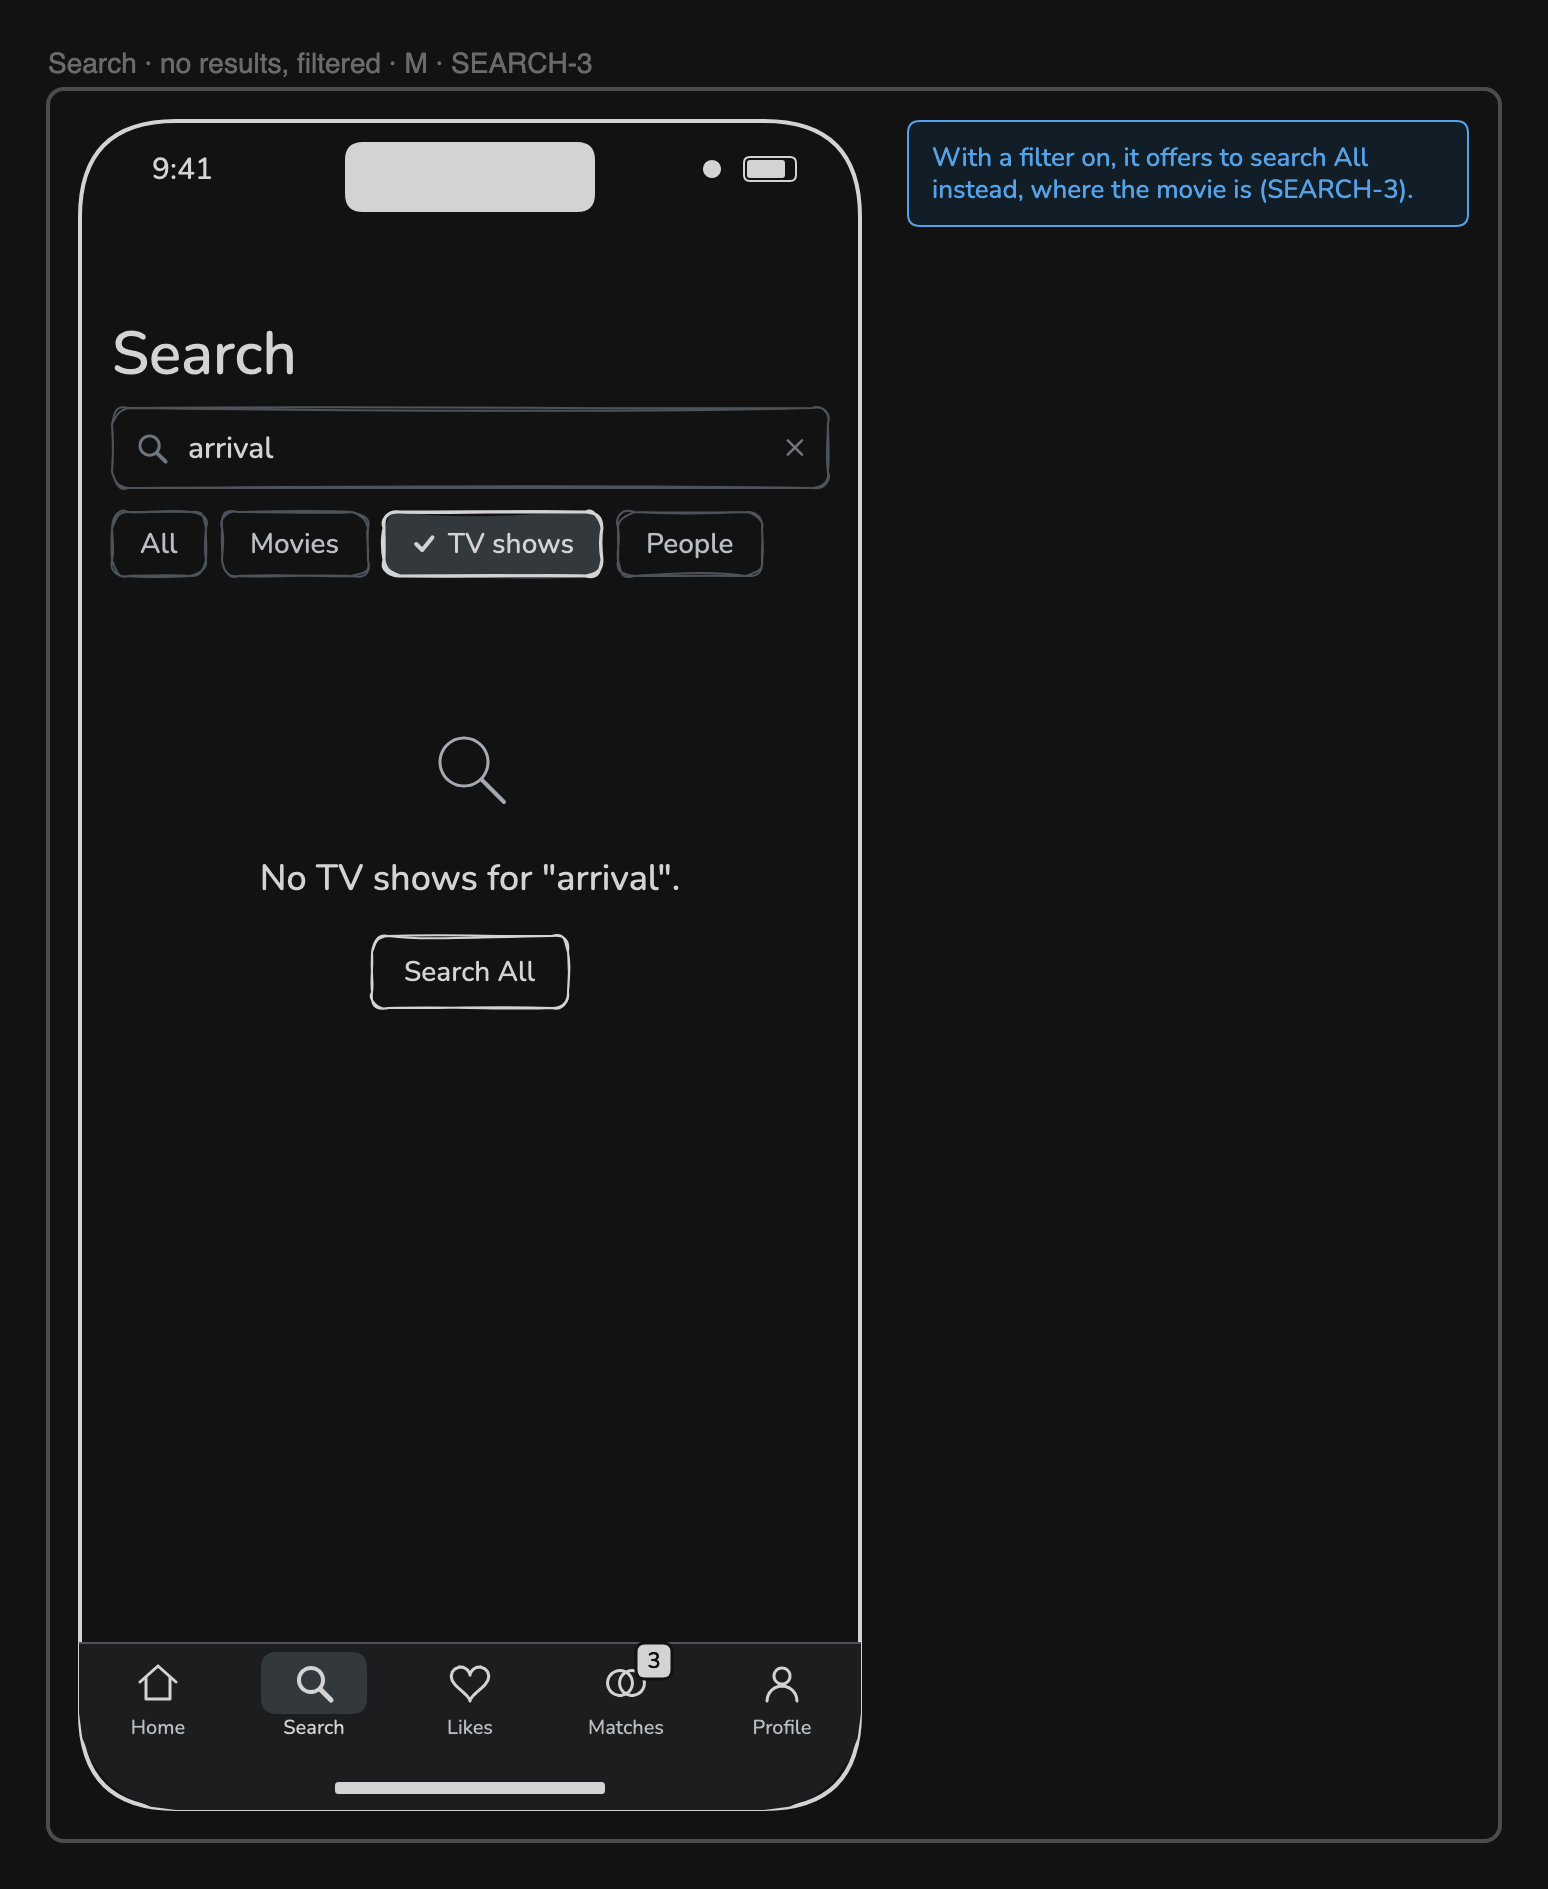 Search · no results, filtered · M · SEARCH-3
9:41
With a filter on, it offers to search All
instead, where the movie is (SEARCH-3).
Search
arrival
All Movies TV shows People
No TV shows for "arrival".
Search All
3
Home Search Likes Matches Profile